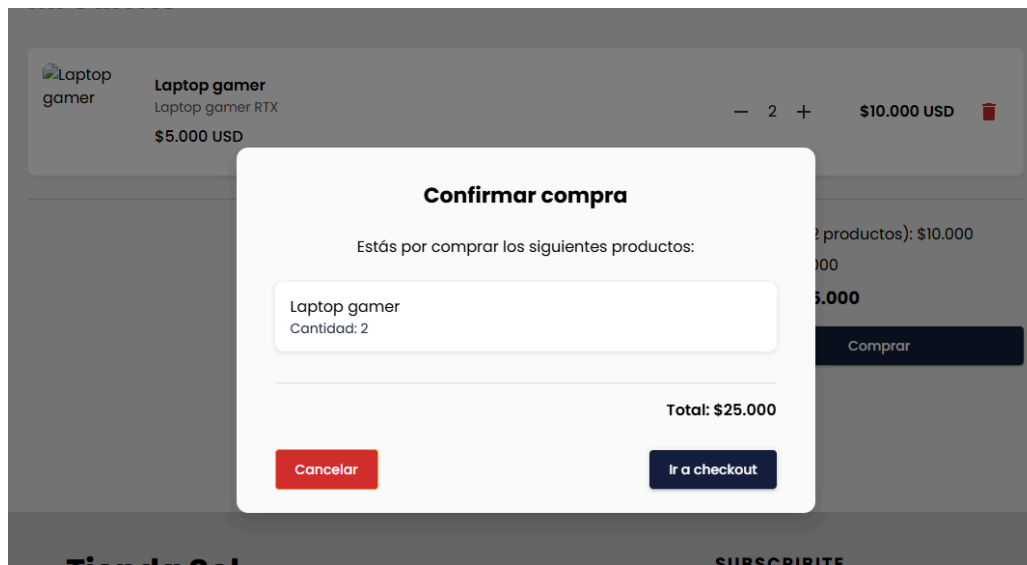 Laptop
gamer
Laptop gamer
Laptop gamer RTX
$5.000 USD
2
$10.000 USD
Confirmar compra
Estás por comprar los siguientes productos:
Laptop gamer
Cantidad: 2
Total: $25.000
Cancelar
Ir a checkout
productos): $10.000
Comprar
SUBSCRIBITE